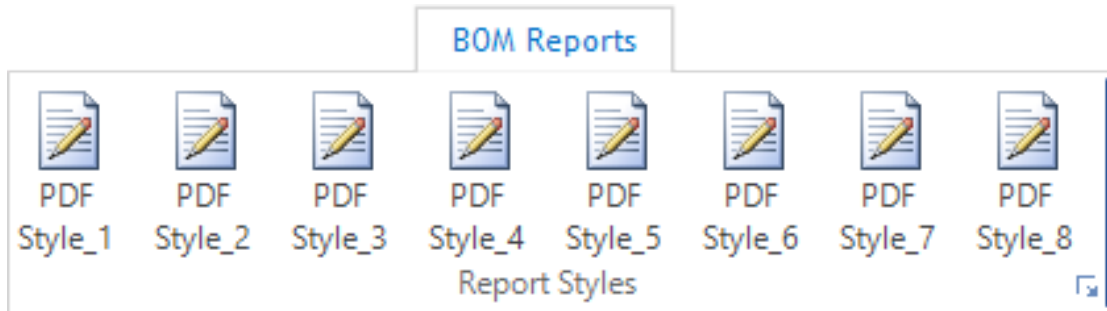 BOM Reports
PDF PDF PDF PDF PDF PDF PDF PDF
Style_1 Style_2 Style_3 Style_4 Style_5 Style_6 Style_7 Style_8
Report Styles